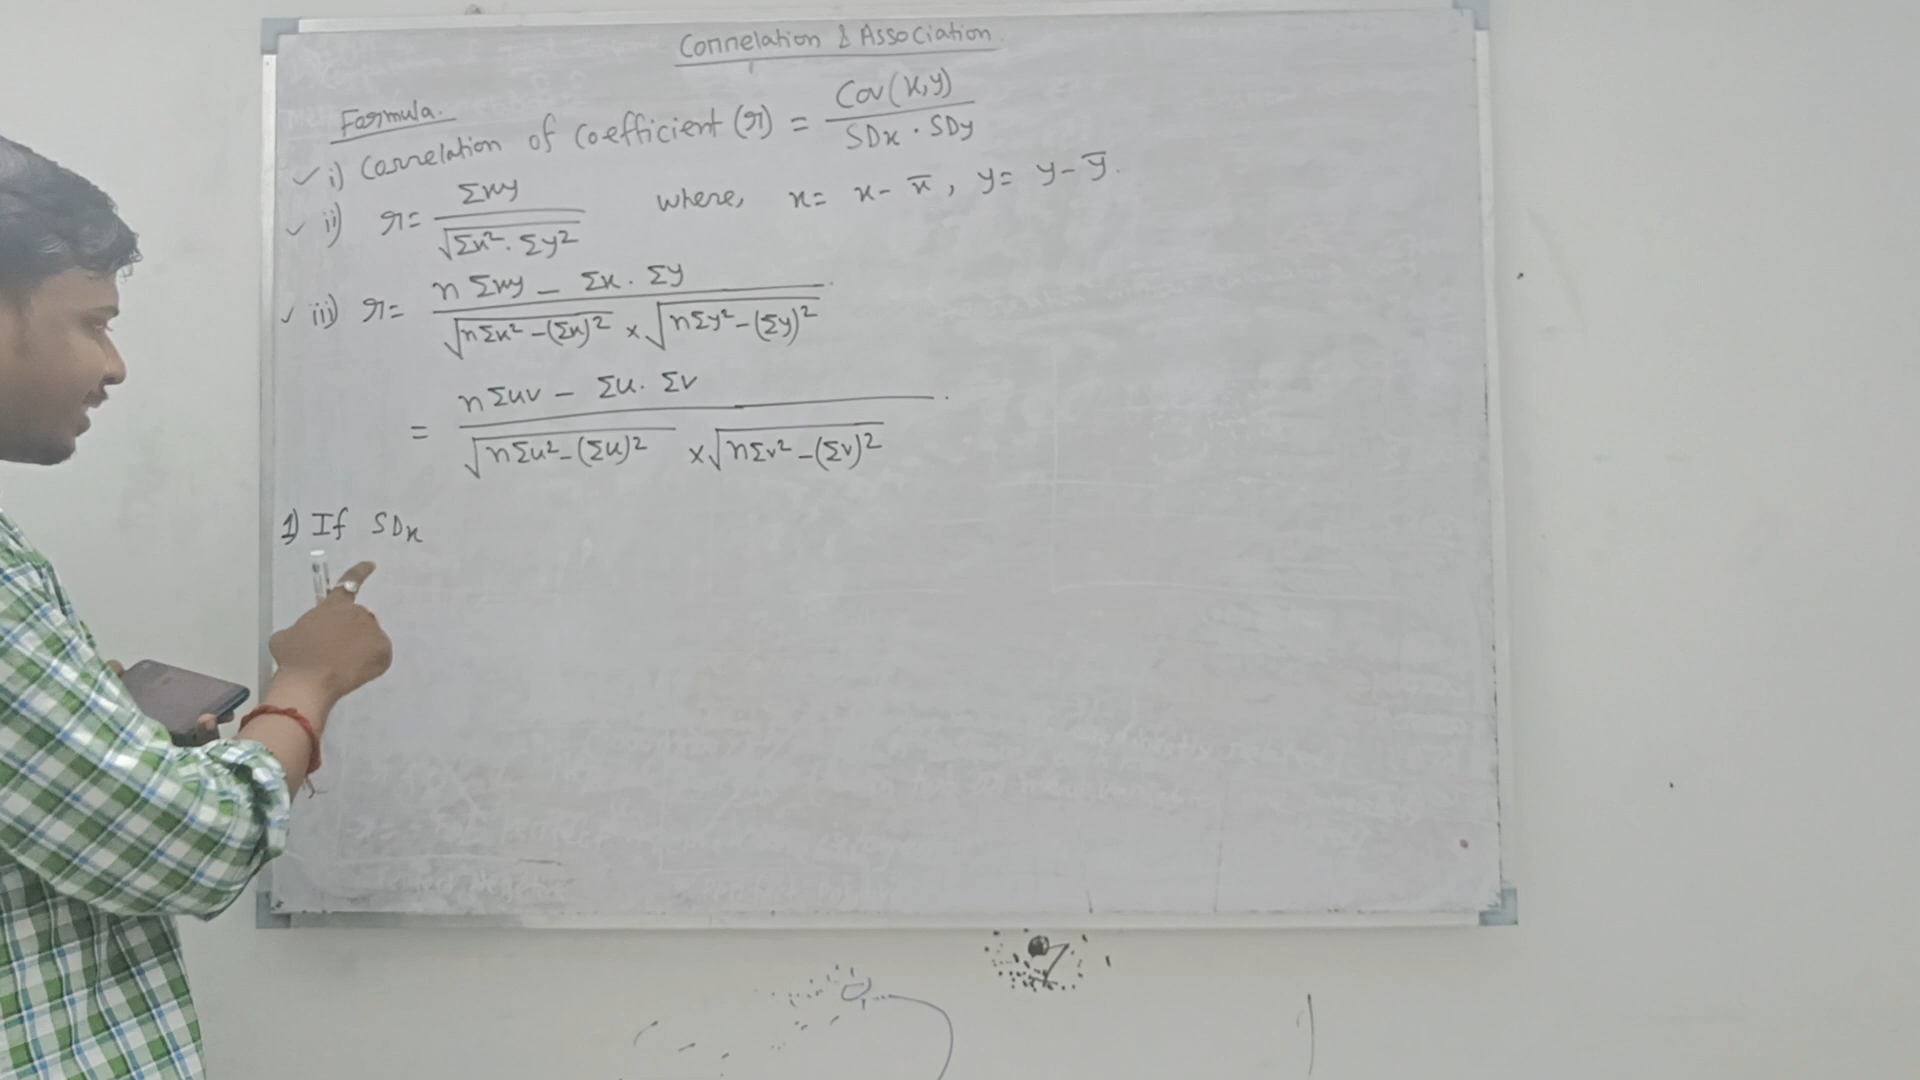 Correlation & Association.
Formula.
i) Correlation of Coefficient (r) = Cov(x,y) / SDx . SDy
ii) r = Σxy / √Σx² . Σy² where, x = x - x̅, y = y - y̅.
iii) r = n Σxy - Σx . Σy / √nΣx² - (Σx)² × √nΣy² - (Σy)²
= n Σuv - Σu . Σv / √nΣu² - (Σu)² × √nΣv² - (Σv)²
1) If SDx